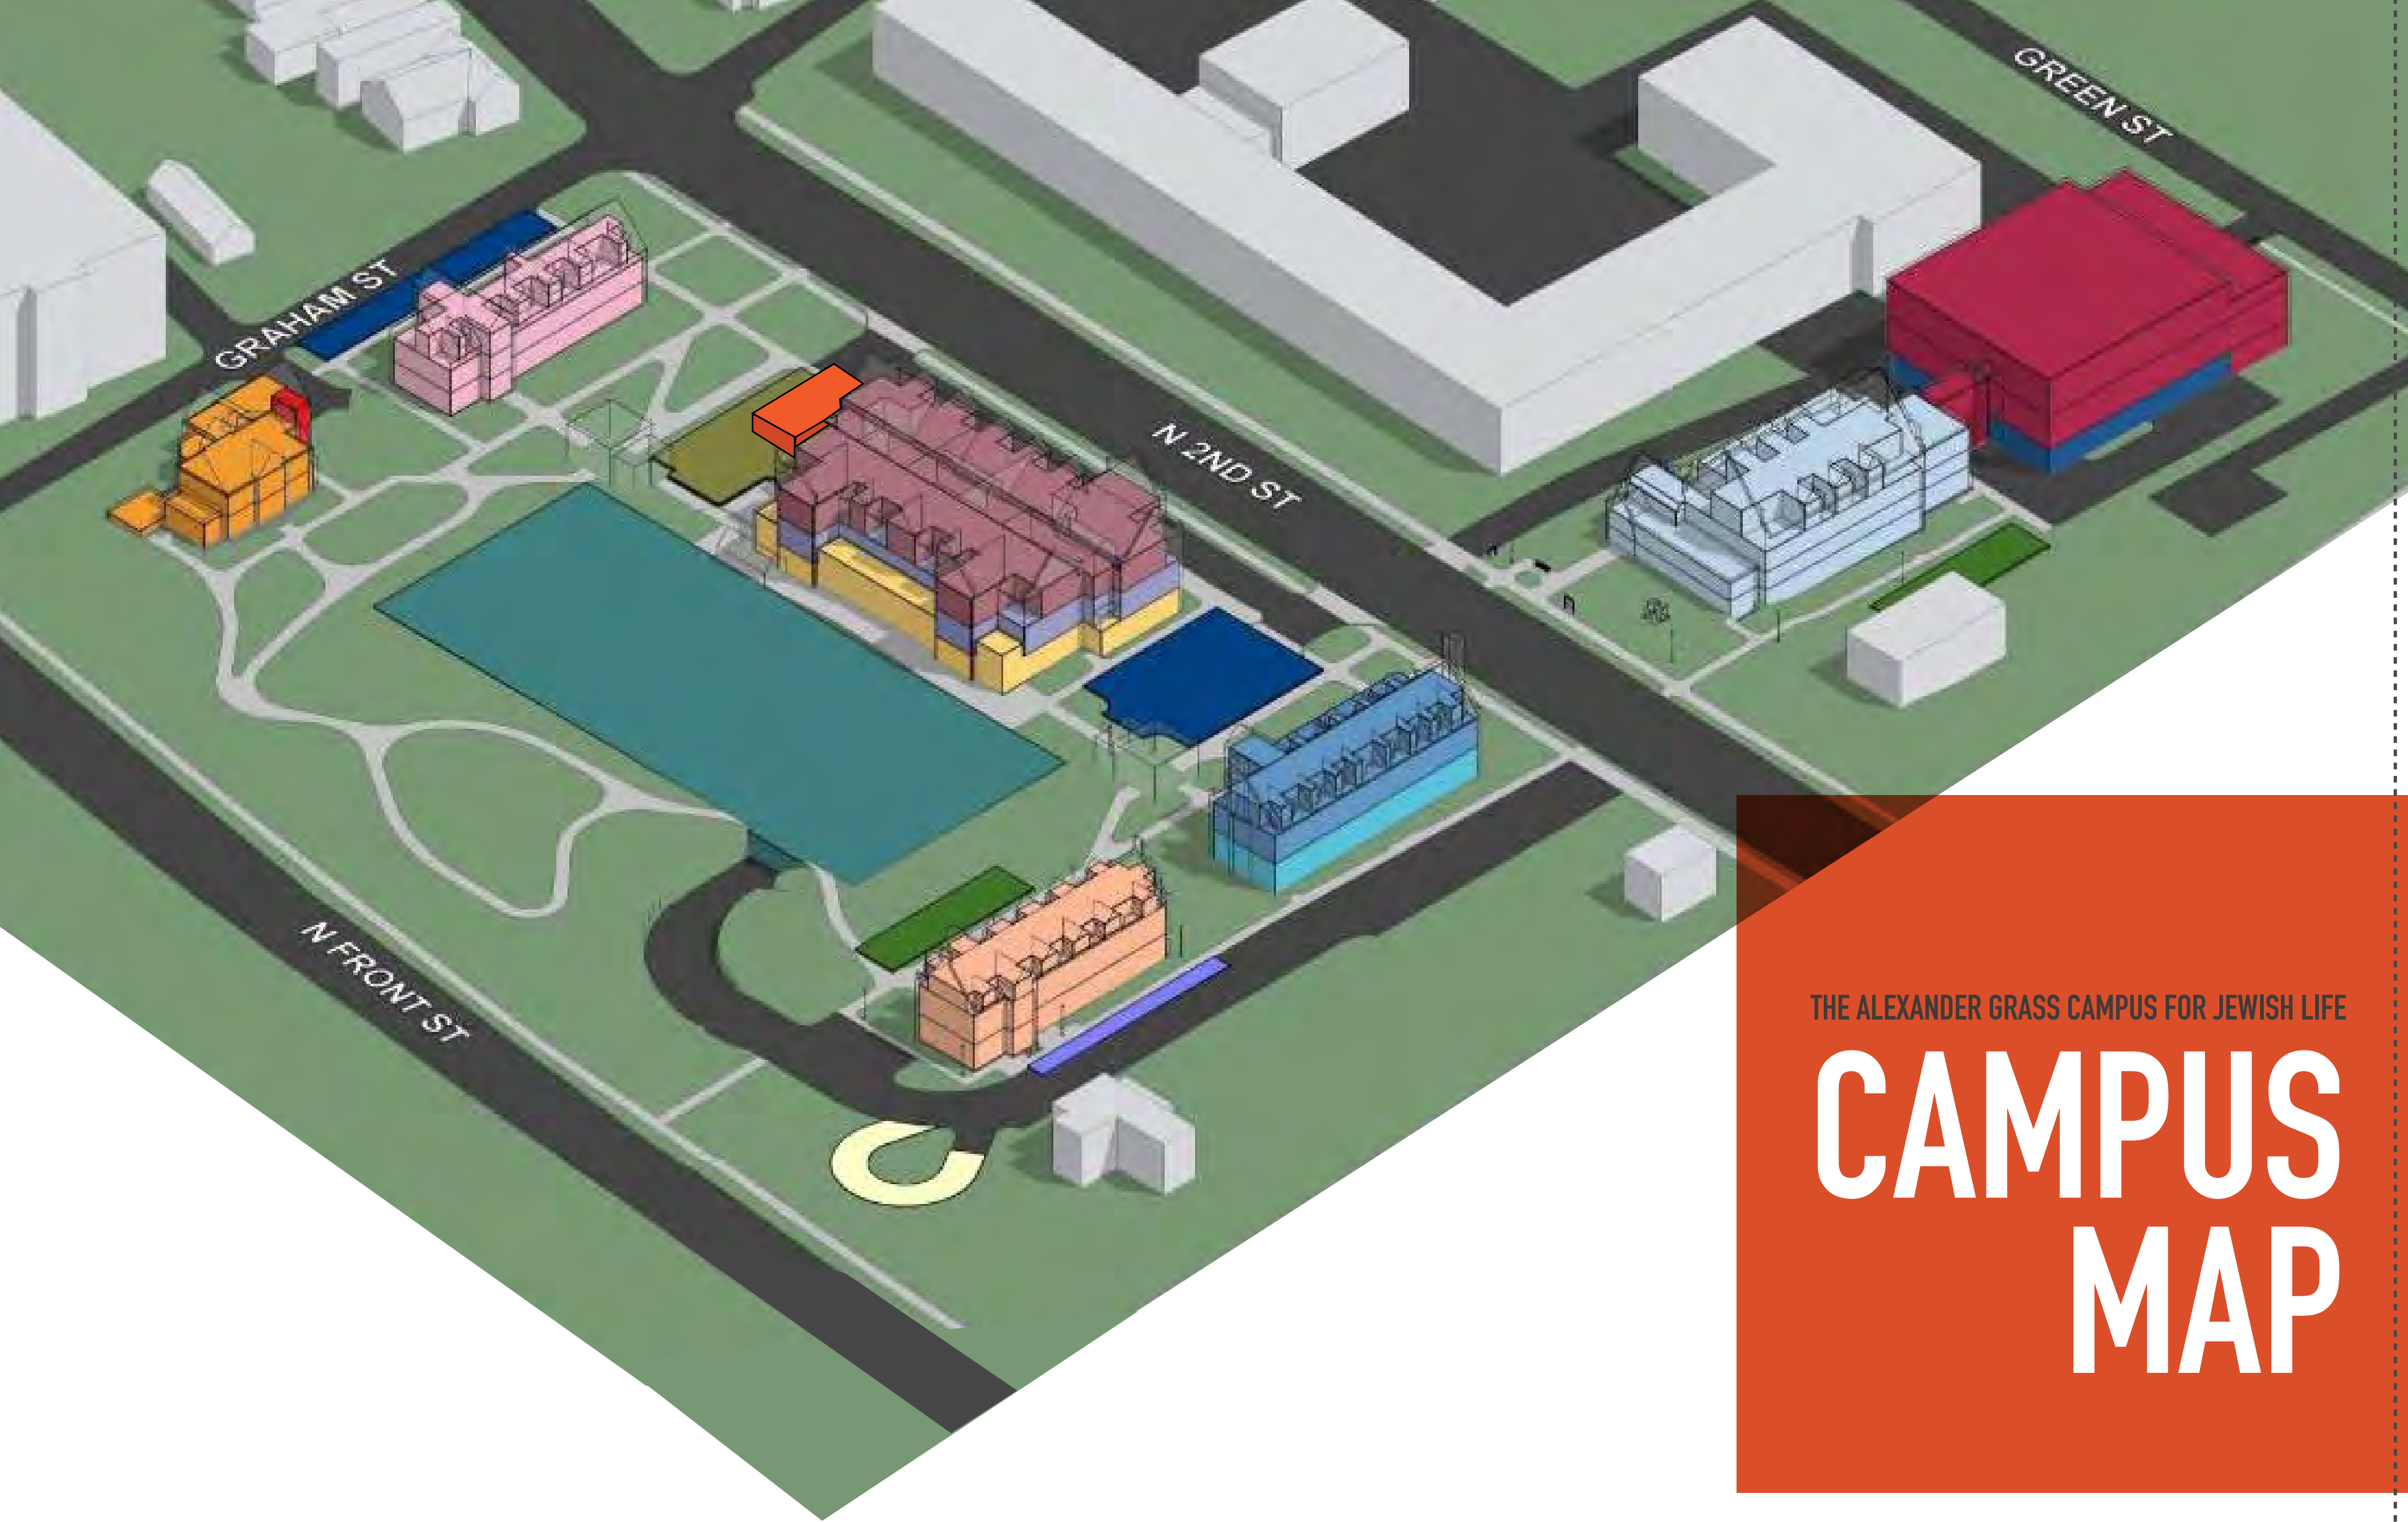 GREEN ST
GRAHAM ST
N 2ND ST
N FRONT ST
THE ALEXANDER GRASS CAMPUS FOR JEWISH LIFE
CAMPUS
MAP